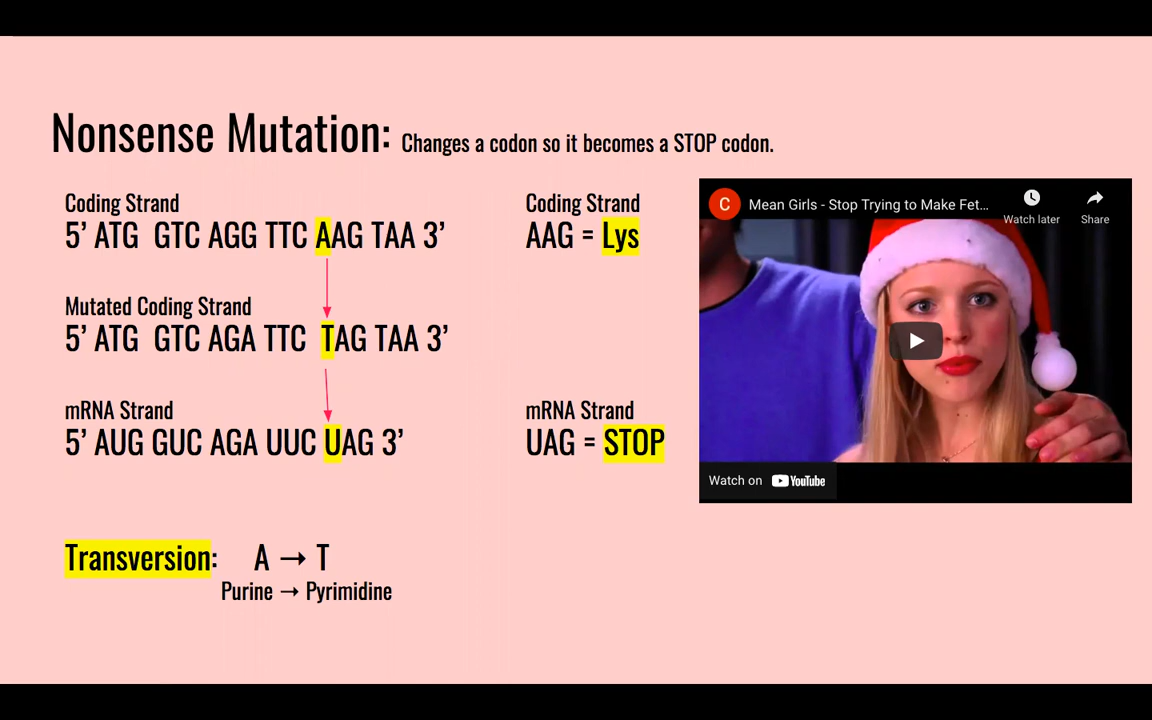 Nonsense Mutation: Changes a codon so it becomes a STOP codon.
Coding Strand
5’ ATG GTC AGG TTC AAG TAA 3’
Coding Strand
AAG = Lys
Mutated Coding Strand
5’ ATG GTC AGA TTC TAG TAA 3’
mRNA Strand
5’ AUG GUC AGA UUC UAG 3’
mRNA Strand
UAG = STOP
Transversion: A → T
Purine → Pyrimidine
C
Mean Girls - Stop Trying to Make Fet...
Watch later
Share
Watch on YouTube